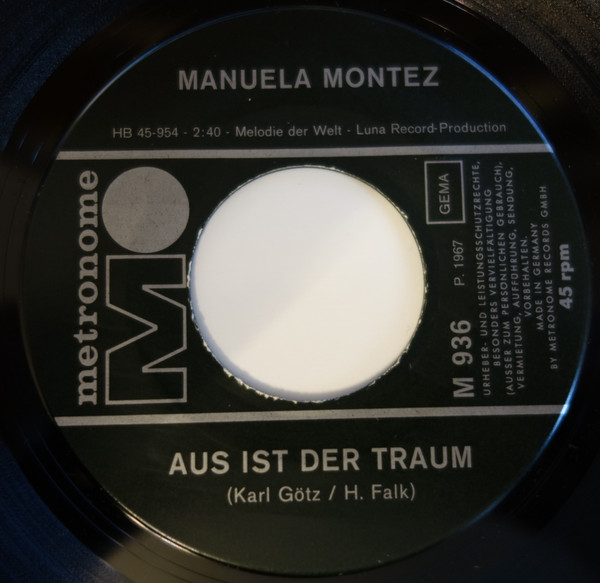 MANUELA MONTEZ
HB 45-954 - 2:40 - Melodie der Welt - Luna Record-Production
metronome
M
GEMA
M 936 P. 1967
URHEBER- UND LEISTUNGSSCHUTZRECHTE,
BESONDERS VERVIELFÄLTIGUNG
(AUSSER ZUM PERSÖNLICHEN GEBRAUCH),
VERMIETUNG, AUFFÜHRUNG, SENDUNG,
VORBEHALTEN.
MADE IN GERMANY
BY METRONOME RECORDS GMBH
45 rpm
AUS IST DER TRAUM
(Karl Götz / H. Falk)